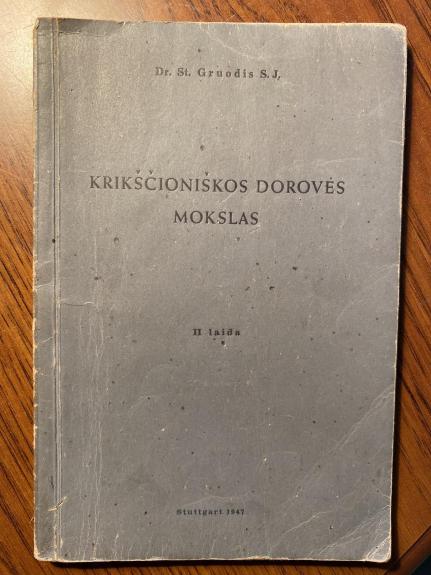 Dr. St. Gruodis S. J.
KRIKŠČIONIŠKOS DOROVĖS
MOKSLAS
II laida
Stuttgart 1947